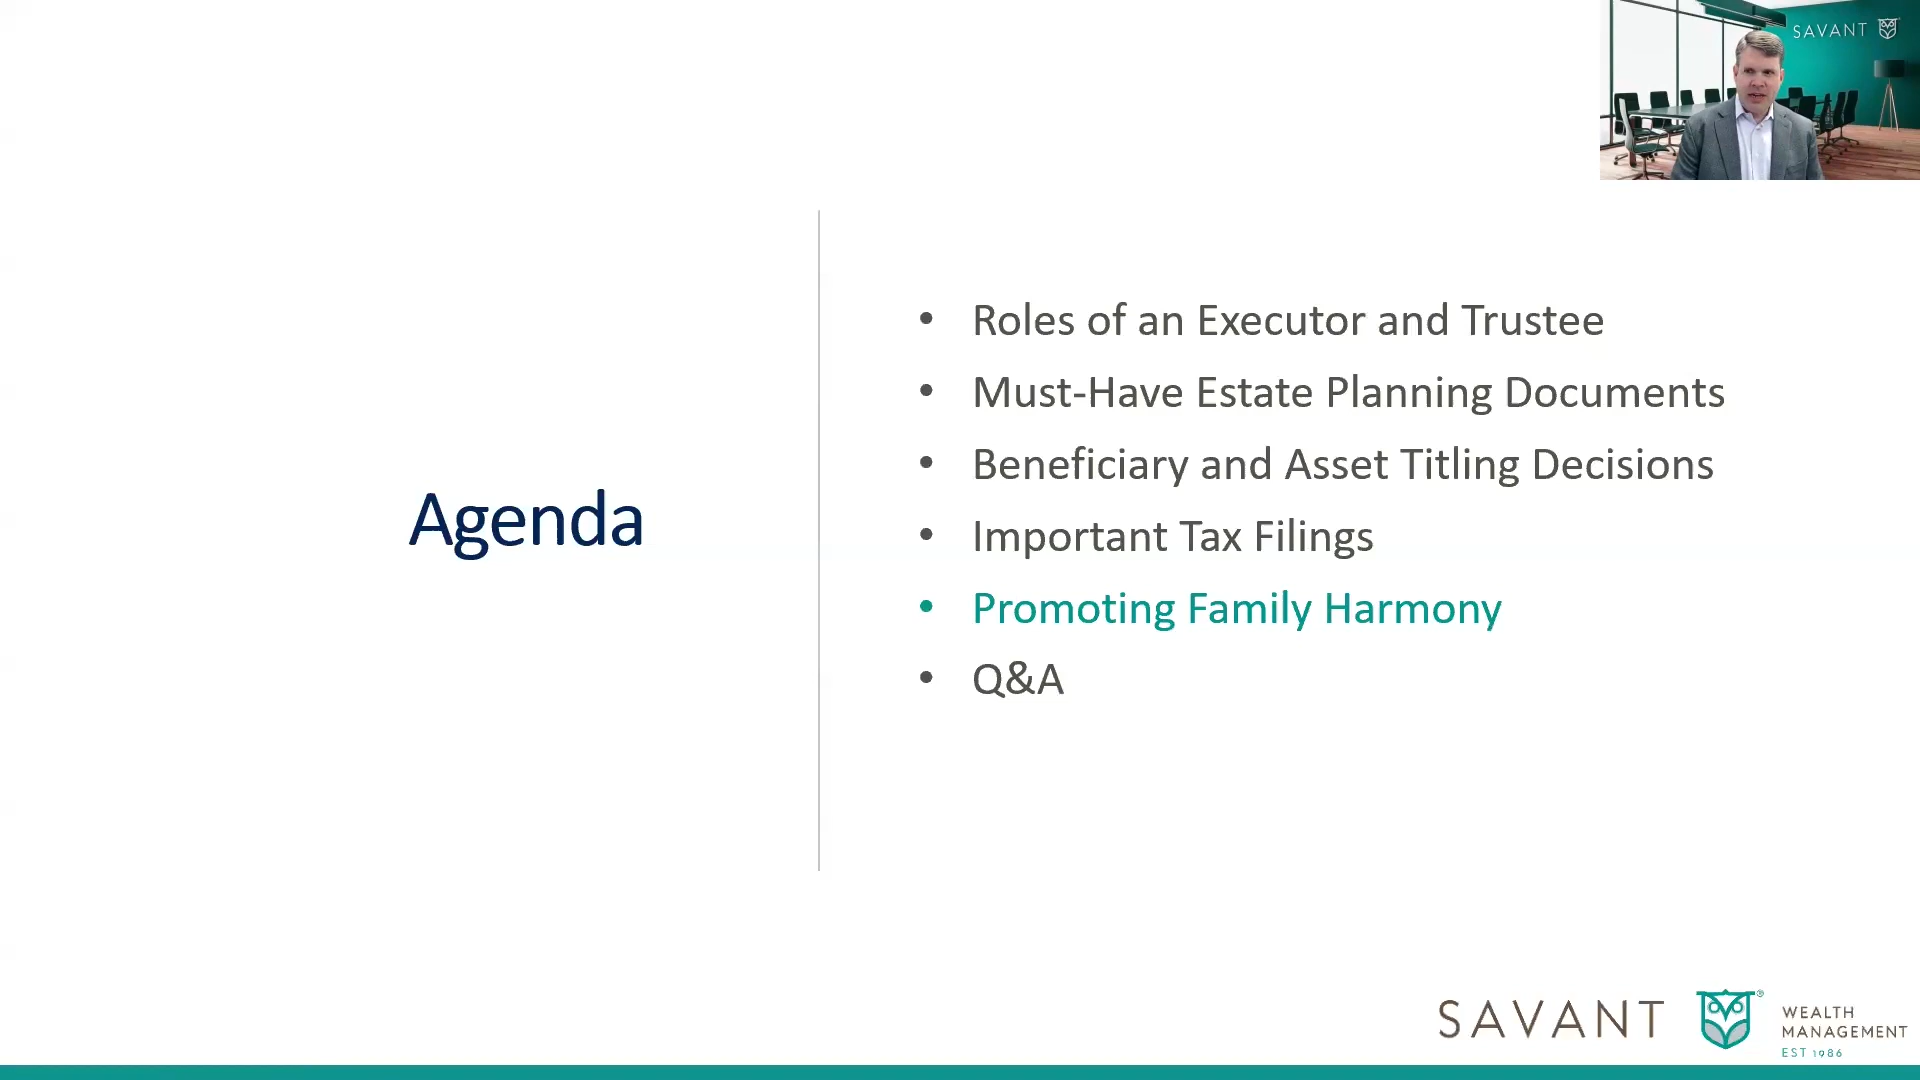 SAVANT
Agenda
• Roles of an Executor and Trustee
• Must-Have Estate Planning Documents
• Beneficiary and Asset Titling Decisions
• Important Tax Filings
• Promoting Family Harmony
• Q&A
SAVANT
®
WEALTH
MANAGEMENT
EST 1986